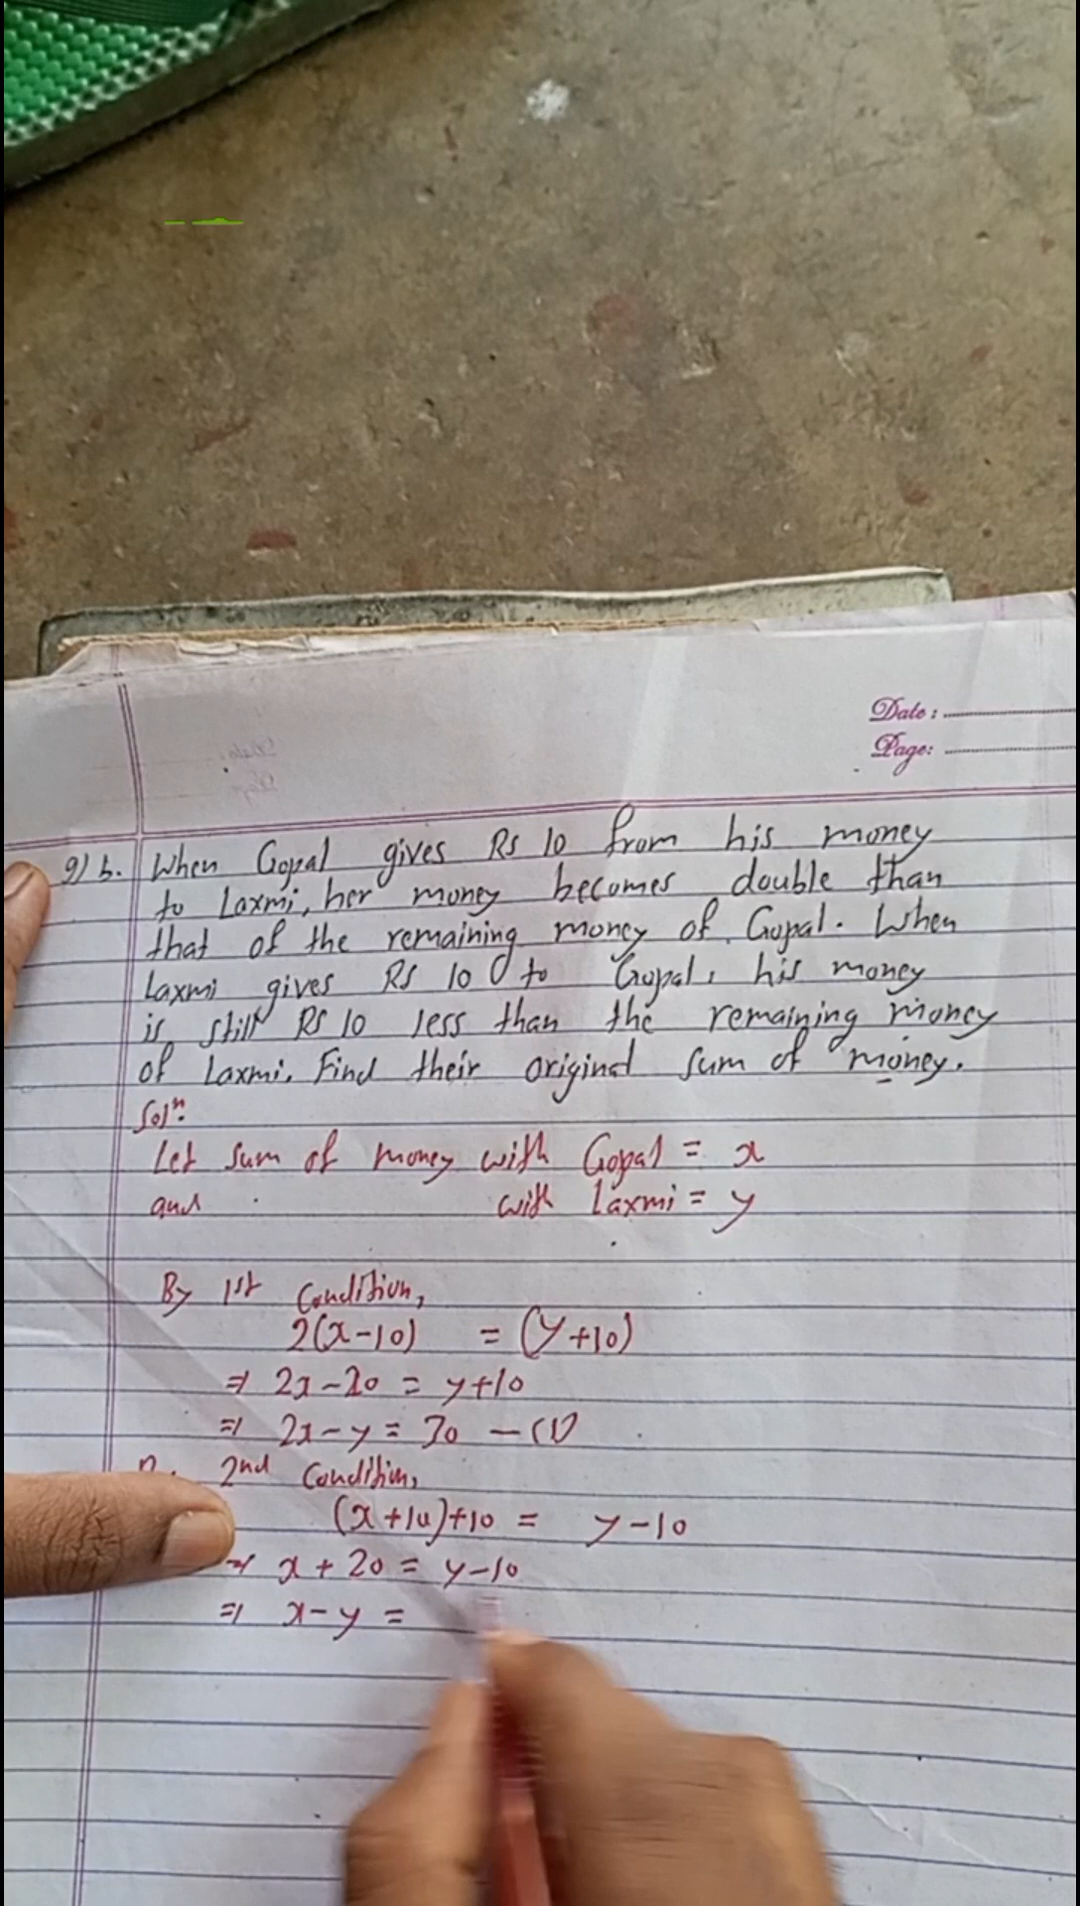 Date:
Page:
9) b. When Gopal gives Rs 10 from his money
to Laxmi, her money becomes double than
that of the remaining money of Gopal. When
Laxmi gives Rs 10 to Gopal, his money
is still Rs 10 less than the remaining money
of Laxmi. Find their original sum of money.
Solⁿ:
Let sum of money with Gopal = x
and with Laxmi = y
By 1st Condition,
2(x-10) = (y+10)
⇒ 2x-20 = y+10
⇒ 2x-y = 30 —(1)
2nd Condition,
(x+10)+10 = y-10
⇒ x + 20 = y-10
⇒ x-y =